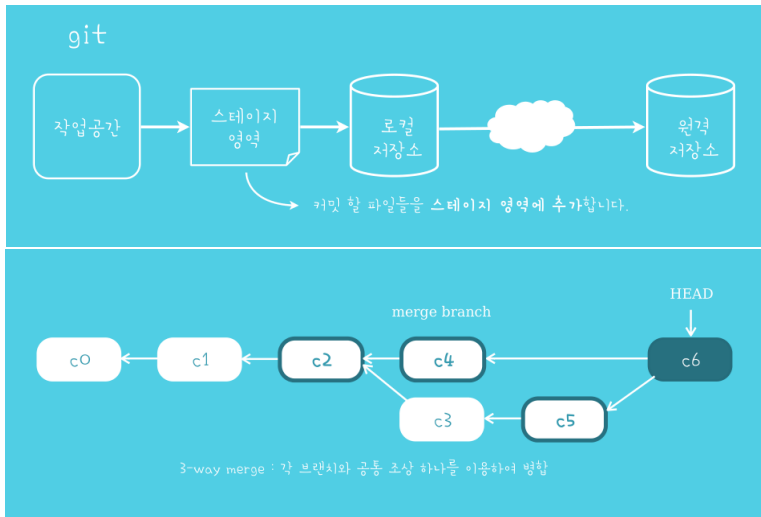 git
작업공간
스테이지
영역
로컬
저장소
원격
저장소
커밋 할 파일들을 스테이지 영역에 추가합니다.
HEAD
merge branch
c0
c1
c2
c4
c6
c3
c5
3-way merge : 각 브랜치와 공통 조상 하나를 이용하여 병합